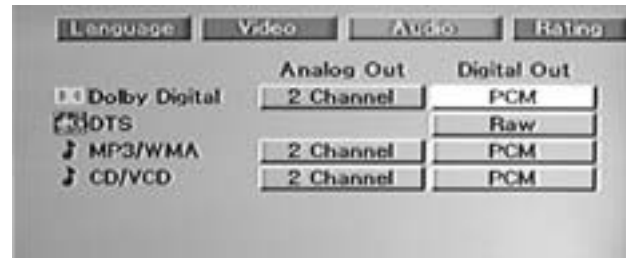 Language Video Audio Rating
Analog Out Digital Out
Dolby Digital 2 Channel PCM
DTS Raw
MP3/WMA 2 Channel PCM
CD/VCD 2 Channel PCM